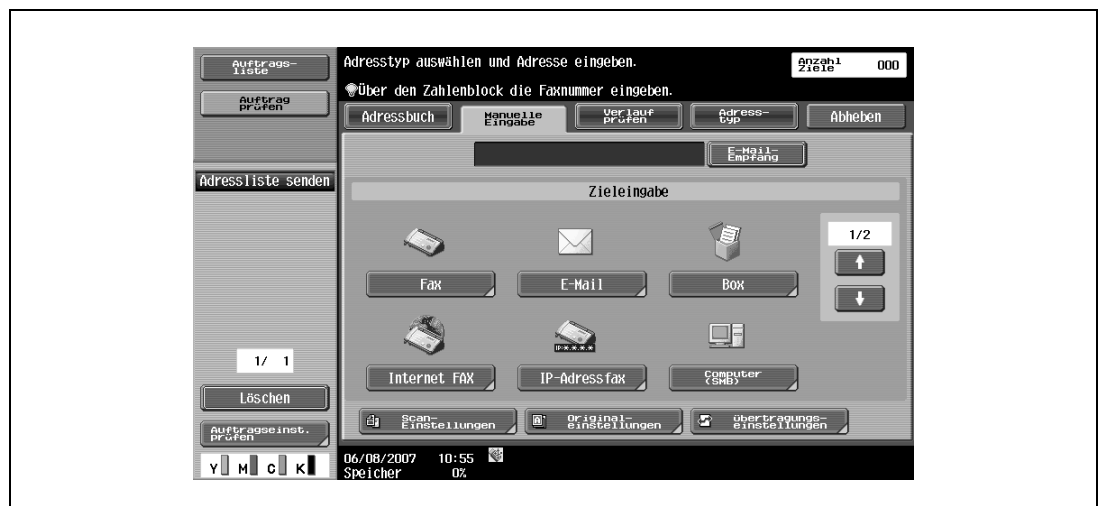 Auftrags-
liste
Auftrag
prüfen
Adressliste senden
1/ 1
Löschen
Auftragseinst.
prüfen
Y M C K
Adresstyp auswählen und Adresse eingeben.
Anzahl
Ziele 000
Über den Zahlenblock die Faxnummer eingeben.
Adressbuch
Manuelle
Eingabe
Verlauf
prüfen
Adress-
typ
Abheben
E-Mail-
Empfang
Zieleingabe
Fax
E-Mail
Box
1/2
Internet FAX
IP-Adressfax
Computer
(SMB)
Scan-
Einstellungen
Original-
einstellungen
Übertragungs-
einstellungen
06/08/2007 10:55
Speicher 0%